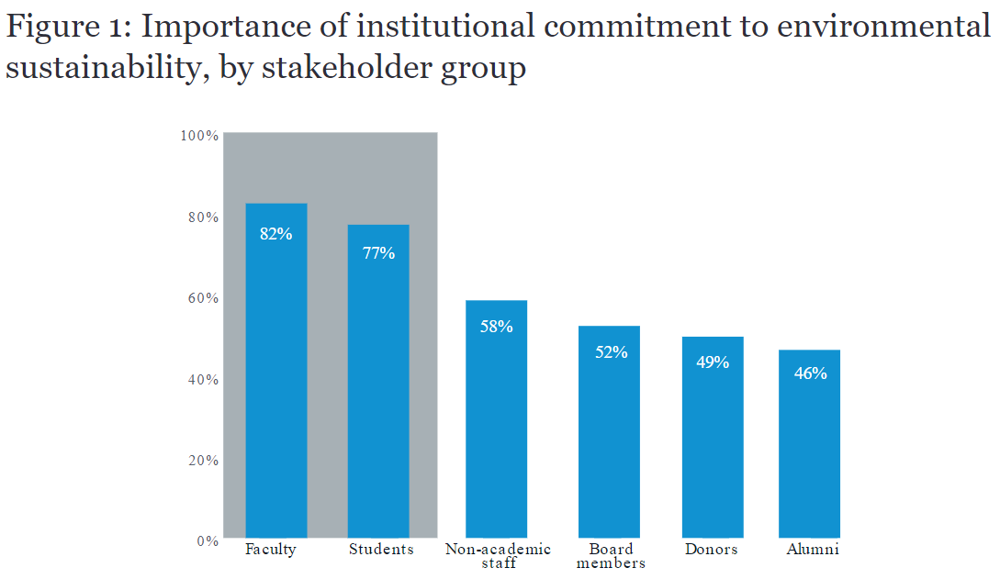 Figure 1: Importance of institutional commitment to environmental
sustainability, by stakeholder group
100%
80%
60%
40%
20%
0%
82%
77%
58%
52%
49%
46%
Faculty
Students
Non-academic
staff
Board
members
Donors
Alumni